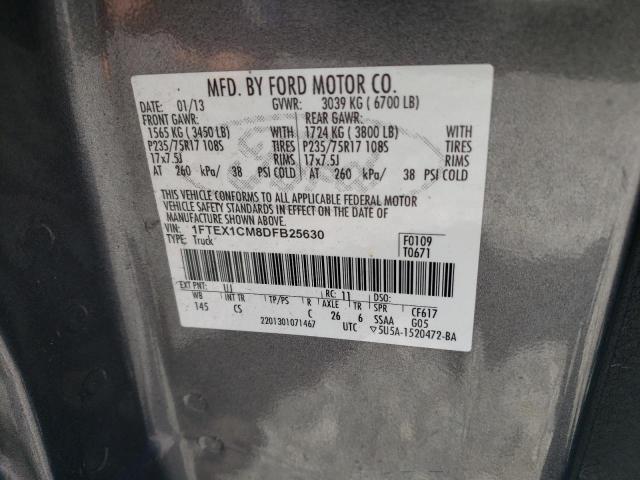 MFD. BY FORD MOTOR CO.
DATE: 01/13 GVWR: 3039 KG ( 6700 LB)
FRONT GAWR: REAR GAWR:
1565 KG ( 3450 LB) WITH 1724 KG ( 3800 LB) WITH
P235/75R17 108S TIRES P235/75R17 108S TIRES
17x7.5J RIMS 17x7.5J RIMS
AT 260 kPa/ 38 PSI COLD AT 260 kPa/ 38 PSI COLD
THIS VEHICLE CONFORMS TO ALL APPLICABLE FEDERAL MOTOR
VEHICLE SAFETY STANDARDS IN EFFECT ON THE DATE OF
MANUFACTURE SHOWN ABOVE.
VIN: 1FTEX1CM8DFB25630 F0109
TYPE: Truck T0671
EXT PNT: UJ RC: 11 DSO:
WB INT TR TP/PS R AXLE TR SPR CF617
145 CS C 26 6 SSAA G05
2201301071467 UTC ▽5U5A-1520472-BA
Ford